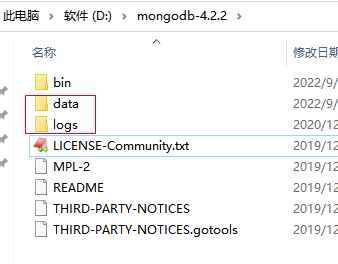 此电脑 > 软件 (D:) > mongodb-4.2.2 >
名称 修改日期
bin 2022/9/
data 2022/9/
logs 2020/12
LICENSE-Community.txt 2019/12
MPL-2 2019/12
README 2019/12
THIRD-PARTY-NOTICES 2019/12
THIRD-PARTY-NOTICES.gotools 2019/12